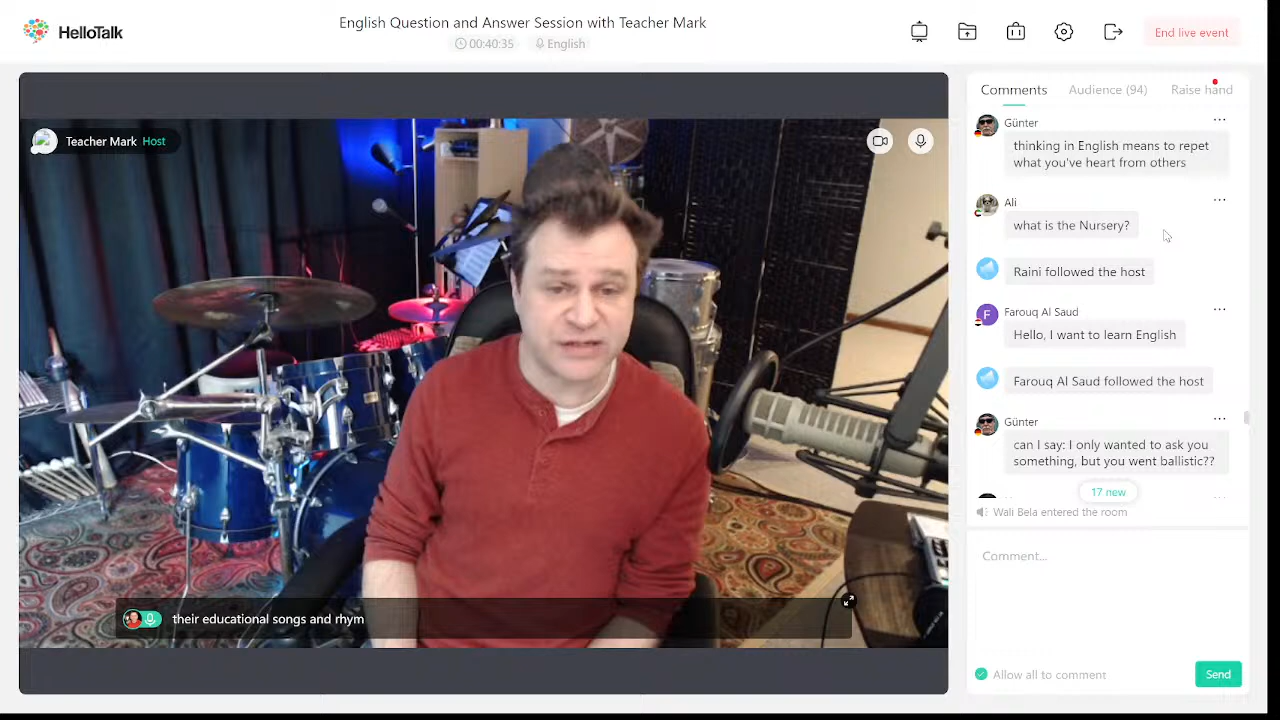 HelloTalk
English Question and Answer Session with Teacher Mark
00:40:35 English
End live event
Teacher Mark Host
their educational songs and rhym
Comments Audience (94) Raise hand
Günter
thinking in English means to repet
what you've heart from others
Ali
what is the Nursery?
Raini followed the host
Farouq Al Saud
F
Hello, I want to learn English
Farouq Al Saud followed the host
Günter
can I say: I only wanted to ask you
something, but you went ballistic??
17 new
Wali Bela entered the room
Comment...
Allow all to comment
Send